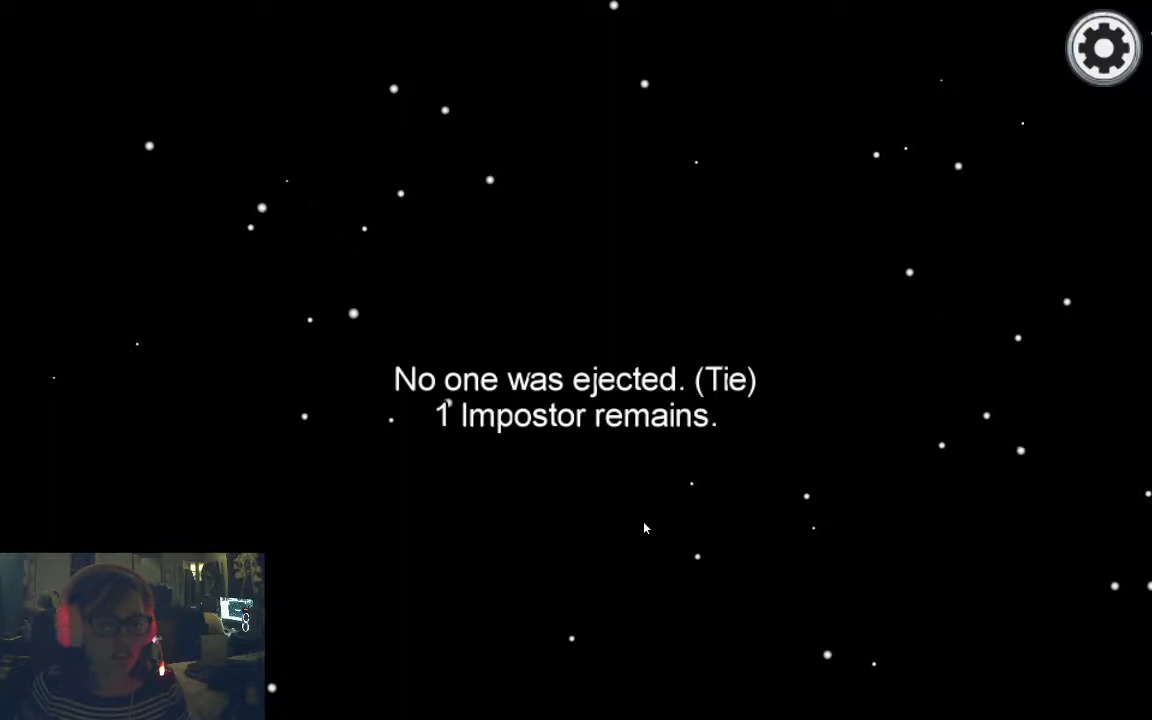 No one was ejected. (Tie)
1 Impostor remains.